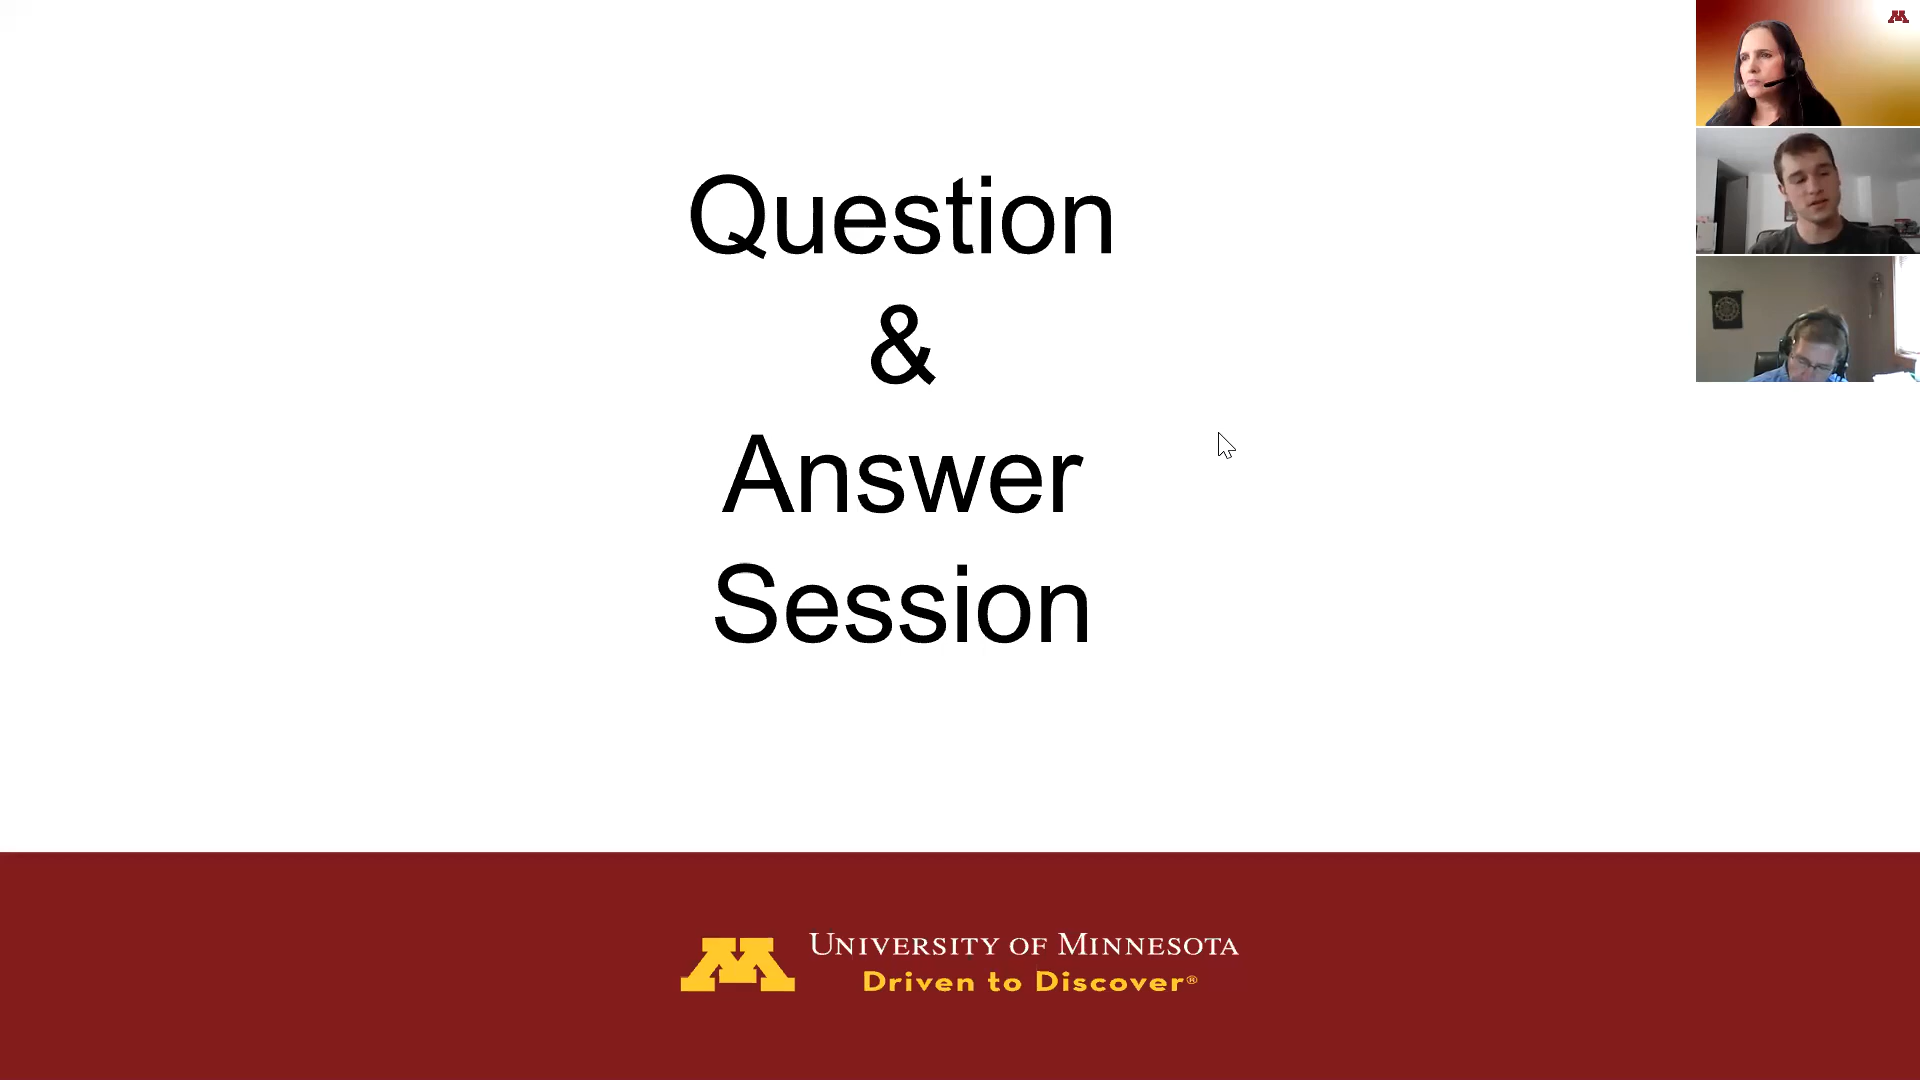 Question
&
Answer
Session
UNIVERSITY OF MINNESOTA
Driven to Discover®